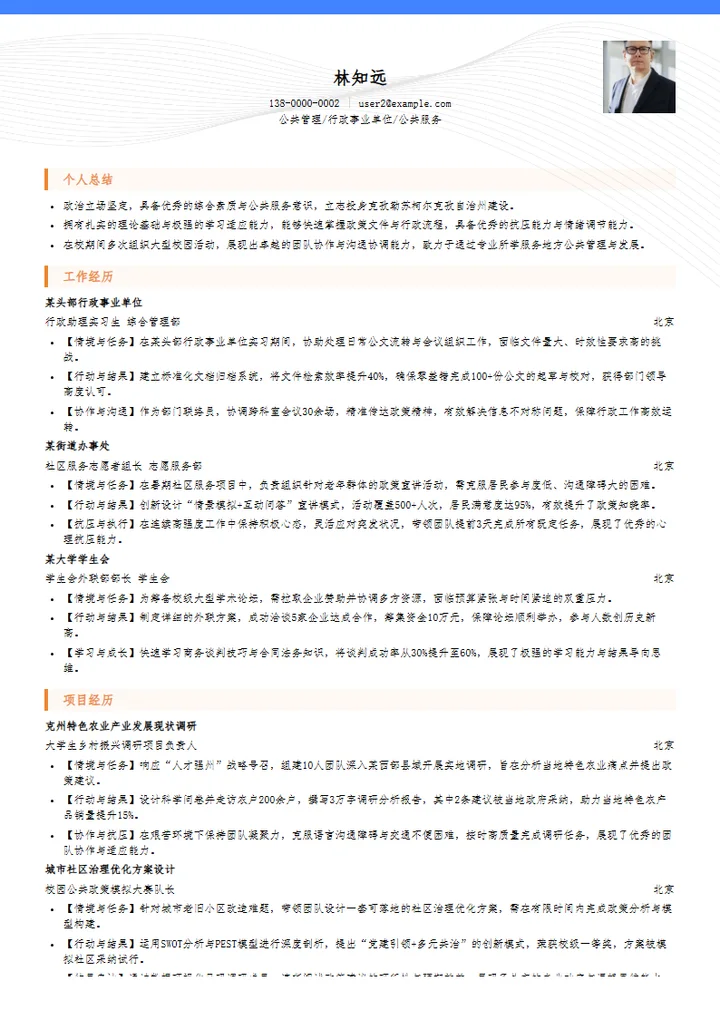 林知远
138-0000-0002 | user2@example.com
公共管理/行政事业单位/公共服务
个人总结
• 政治立场坚定，具备优秀的综合素质与公共服务意识，立志投身克孜勒苏柯尔克孜自治州建设。
• 拥有扎实的理论基础与极强的学习适应能力，能够快速掌握政策文件与行政流程，具备优秀的抗压能力与情绪调节能力。
• 在校期间多次组织大型校园活动，展现出卓越的团队协作与沟通协调能力，致力于通过专业所学服务地方公共管理与发展。
工作经历
某头部行政事业单位
行政助理实习生 综合管理部 北京
• 【情境与任务】在某头部行政事业单位实习期间，协助处理日常公文流转与会议组织工作，面临文件量大、时效性要求高的挑
战。
• 【行动与结果】建立标准化文档归档系统，将文件检索效率提升40%，确保零差错完成100+份公文的起草与校对，获得部门领导
高度认可。
• 【协作与沟通】作为部门联络员，协调跨科室会议30余场，精准传达政策精神，有效解决信息不对称问题，保障行政工作高效运
转。
某街道办事处
社区服务志愿者组长 志愿服务部 北京
• 【情境与任务】在暑期社区服务项目中，负责组织针对老年群体的政策宣讲活动，需克服居民参与度低、沟通障碍大的困难。
• 【行动与结果】创新设计“情景模拟+互动问答”宣讲模式，活动覆盖500+人次，居民满意度达95%，有效提升了政策知晓率。
• 【抗压与执行】在连续高强度工作中保持积极心态，灵活应对突发状况，带领团队提前3天完成所有既定任务，展现了优秀的心
理抗压能力。
某大学学生会
学生会外联部部长 学生会 北京
• 【情境与任务】为筹备校级大型学术论坛，需拉取企业赞助并协调多方资源，面临预算紧张与时间紧迫的双重压力。
• 【行动与结果】制定详细的外联方案，成功洽谈5家企业达成合作，筹集资金10万元，保障论坛顺利举办，参与人数创历史新
高。
• 【学习与成长】快速学习商务谈判技巧与合同法务知识，将谈判成功率从30%提升至60%，展现了极强的学习能力与结果导向思
维。
项目经历
克州特色农业产业发展现状调研
大学生乡村振兴调研项目负责人 北京
• 【情境与任务】响应“人才强州”战略号召，组建10人团队深入某西部县域开展实地调研，旨在分析当地特色农业痛点并提出政
策建议。
• 【行动与结果】设计科学问卷并走访农户200余户，撰写3万字调研分析报告，其中2条建议被当地政府采纳，助力当地特色农产
品销量提升15%。
• 【协作与抗压】在艰苦环境下保持团队凝聚力，克服语言沟通障碍与交通不便困难，按时高质量完成调研任务，展现了优秀的团
队协作与适应能力。
城市社区治理优化方案设计
校园公共政策模拟大赛队长 北京
• 【情境与任务】针对城市老旧小区改造难题，带领团队设计一套可落地的社区治理优化方案，需在有限时间内完成政策分析与模
型构建。
• 【行动与结果】运用SWOT分析与PEST模型进行深度剖析，提出“党建引领+多元共治”的创新模式，荣获校级一等奖，方案被模
拟社区采纳试行。